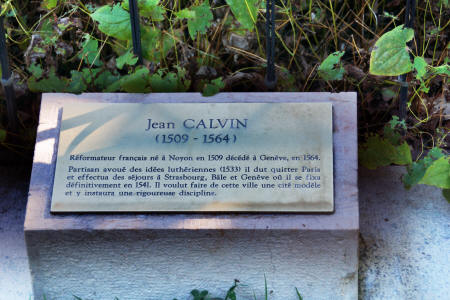 Jean CALVIN
(1509 - 1564)
Réformateur français né à Noyon en 1509 décédé à Genève, en 1564.
Partisan avoué des idées luthériennes (1533) il dut quitter Paris
et effectua des séjours à Strasbourg, Bâle et Genève où il se fixa
définitivement en 1541. Il voulut faire de cette ville une cité modèle
et y instaura une rigoureuse discipline.